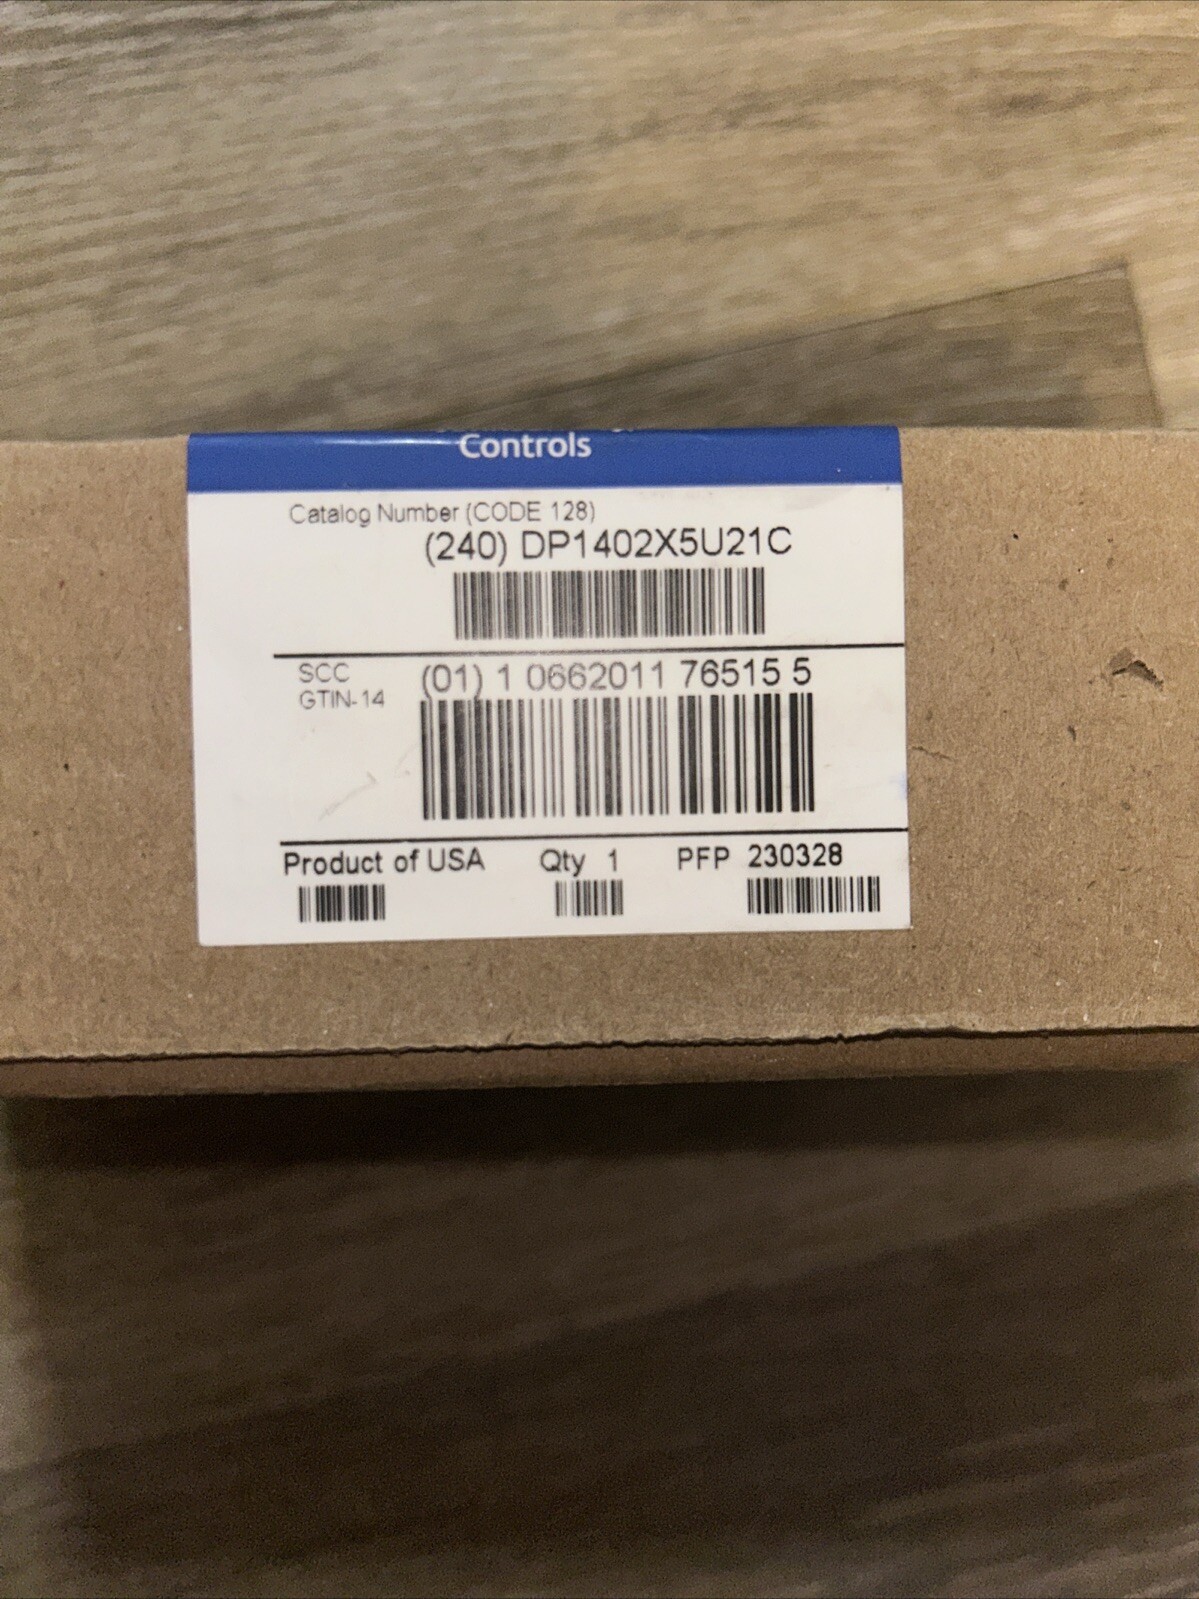 Controls
Catalog Number (CODE 128)
(240) DP1402X5U21C
SCC
GTIN-14
(01) 1 0662011 76515 5
Product of USA Qty 1 PFP 230328